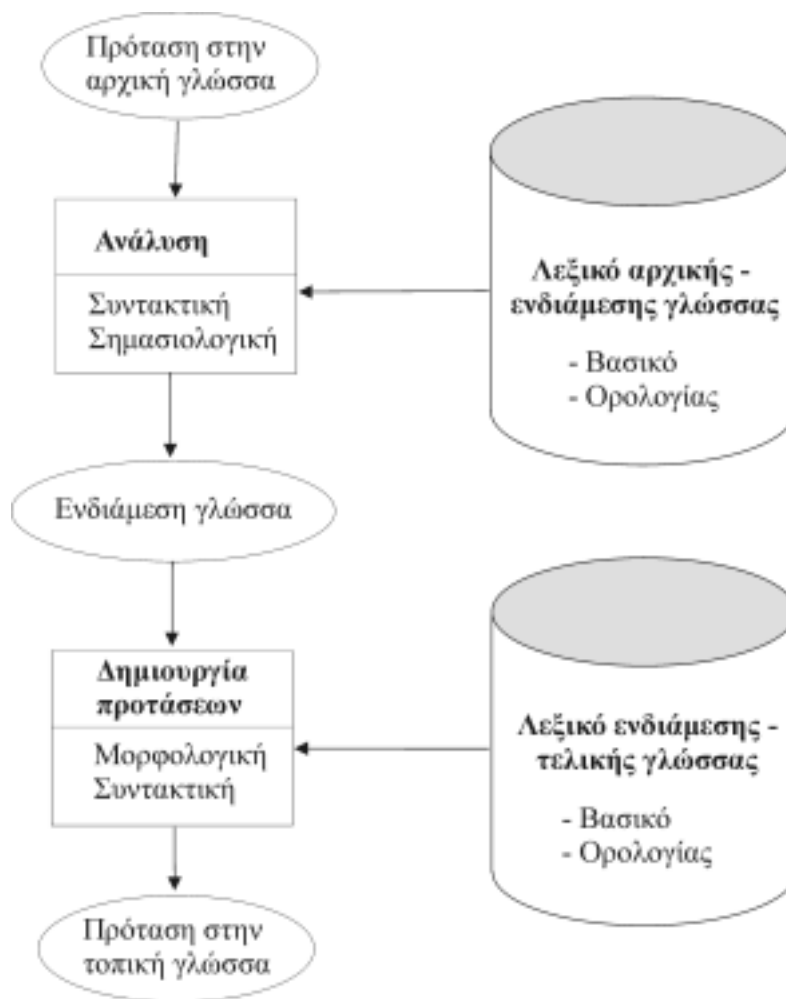 Πρόταση στην
αρχική γλώσσα
Ανάλυση
Συντακτική
Σημασιολογική
Λεξικό αρχικής -
ενδιάμεσης γλώσσας
- Βασικό
- Ορολογίας
Ενδιάμεση γλώσσα
Δημιουργία
προτάσεων
Μορφολογική
Συντακτική
Λεξικό ενδιάμεσης -
τελικής γλώσσας
- Βασικό
- Ορολογίας
Πρόταση στην
τοπική γλώσσα